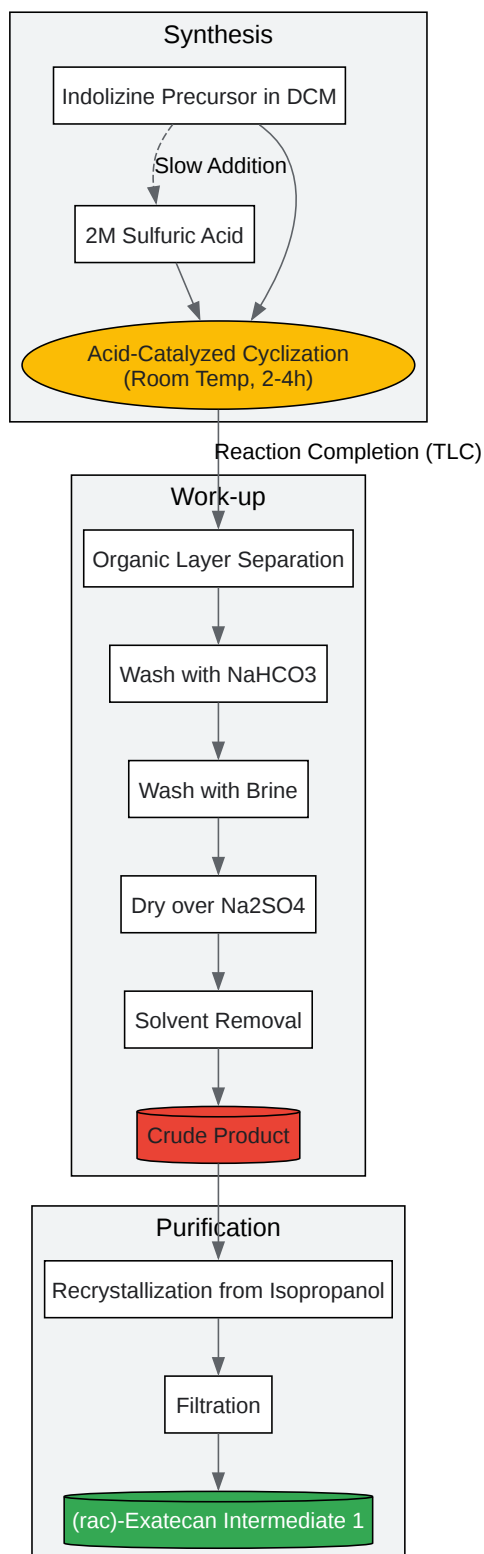 Synthesis
Indolizine Precursor in DCM
Slow Addition
2M Sulfuric Acid
Acid-Catalyzed Cyclization
(Room Temp, 2-4h)
Reaction Completion (TLC)
Work-up
Organic Layer Separation
Wash with NaHCO3
Wash with Brine
Dry over Na2SO4
Solvent Removal
Crude Product
Purification
Recrystallization from Isopropanol
Filtration
(rac)-Exatecan Intermediate 1